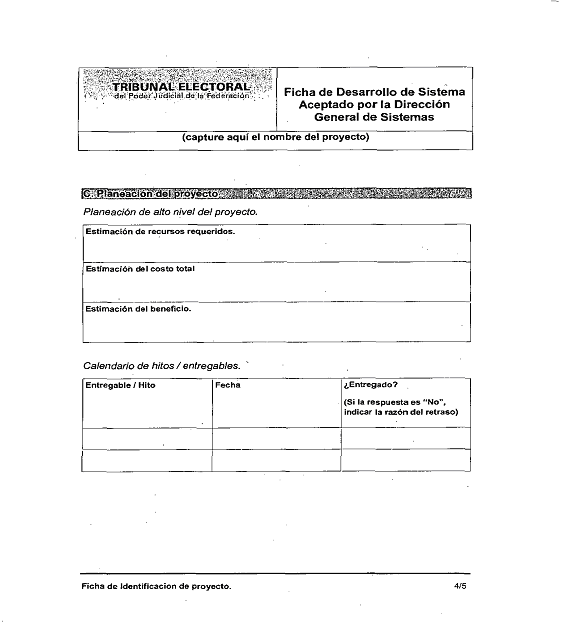 TRIBUNAL ELECTORAL
del Poder Judicial de la Federación
Ficha de Desarrollo de Sistema
Aceptado por la Dirección
General de Sistemas
(capture aquí el nombre del proyecto)
C. Planeación del proyecto
Planeación de alto nivel del proyecto.
Estimación de recursos requeridos.
Estimación del costo total
Estimación del beneficio.
Calendario de hitos / entregables.
Entregable / Hito
Fecha
¿Entregado?
(Si la respuesta es "No",
indicar la razón del retraso)
Ficha de Identificacion de proyecto.
4/5